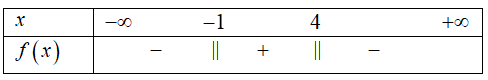 x −∞ −1 4 +∞
f(x) − || + || −